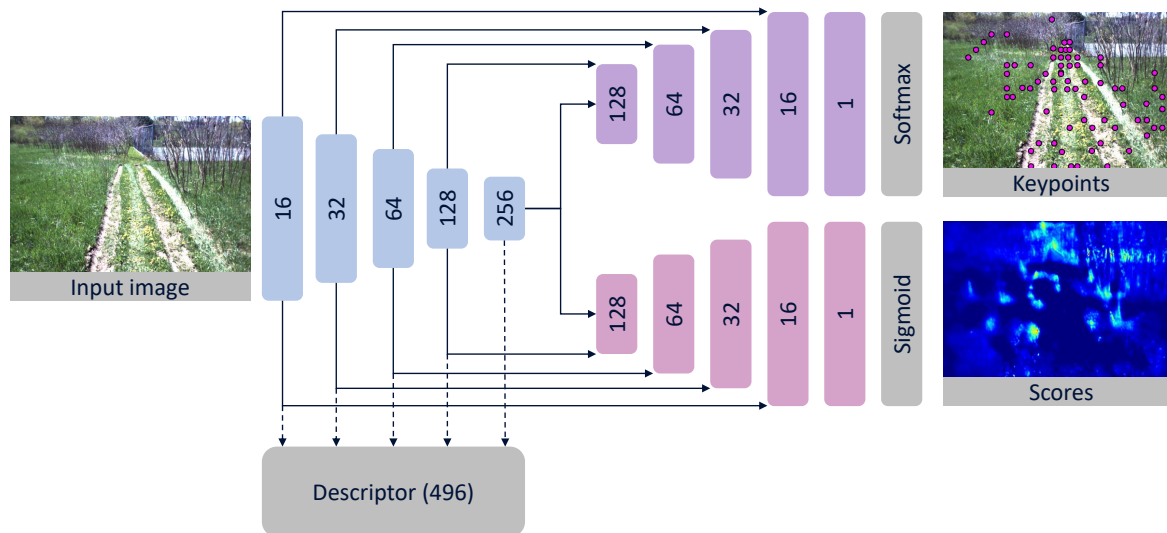 Input image
16
32
64
128
256
128
64
32
16
1
Softmax
Keypoints
128
64
32
16
1
Sigmoid
Scores
Descriptor (496)